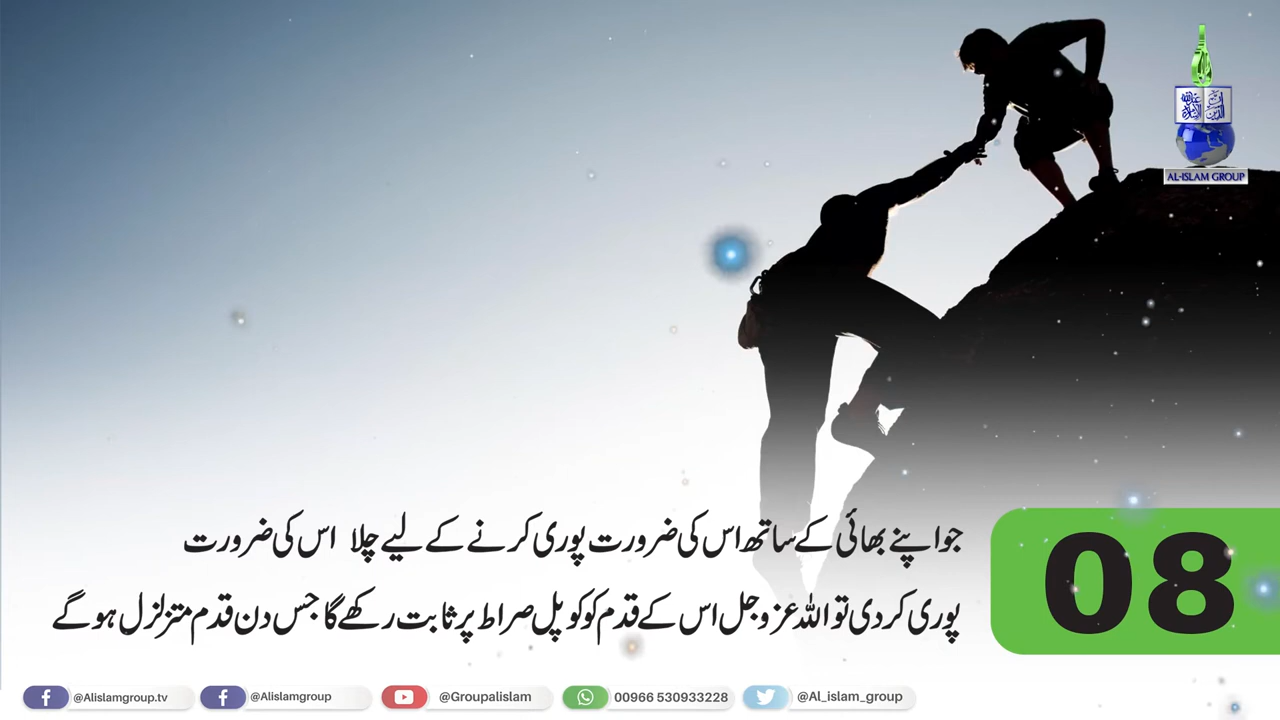 AL-ISLAM GROUP
جو اپنے بھائی کے ساتھ اس کی ضرورت پوری کرنے کے لیے چلا اس کی ضرورت
پوری کردی تو اللہ عزوجل اس کے قدم کو کو پل صراط پر ثابت رکھے گا جس دن قدم متزلزل ہو گے
08
@Alislamgroup.tv
@Alislamgroup
@Groupalislam
00966 530933228
@Al_islam_group